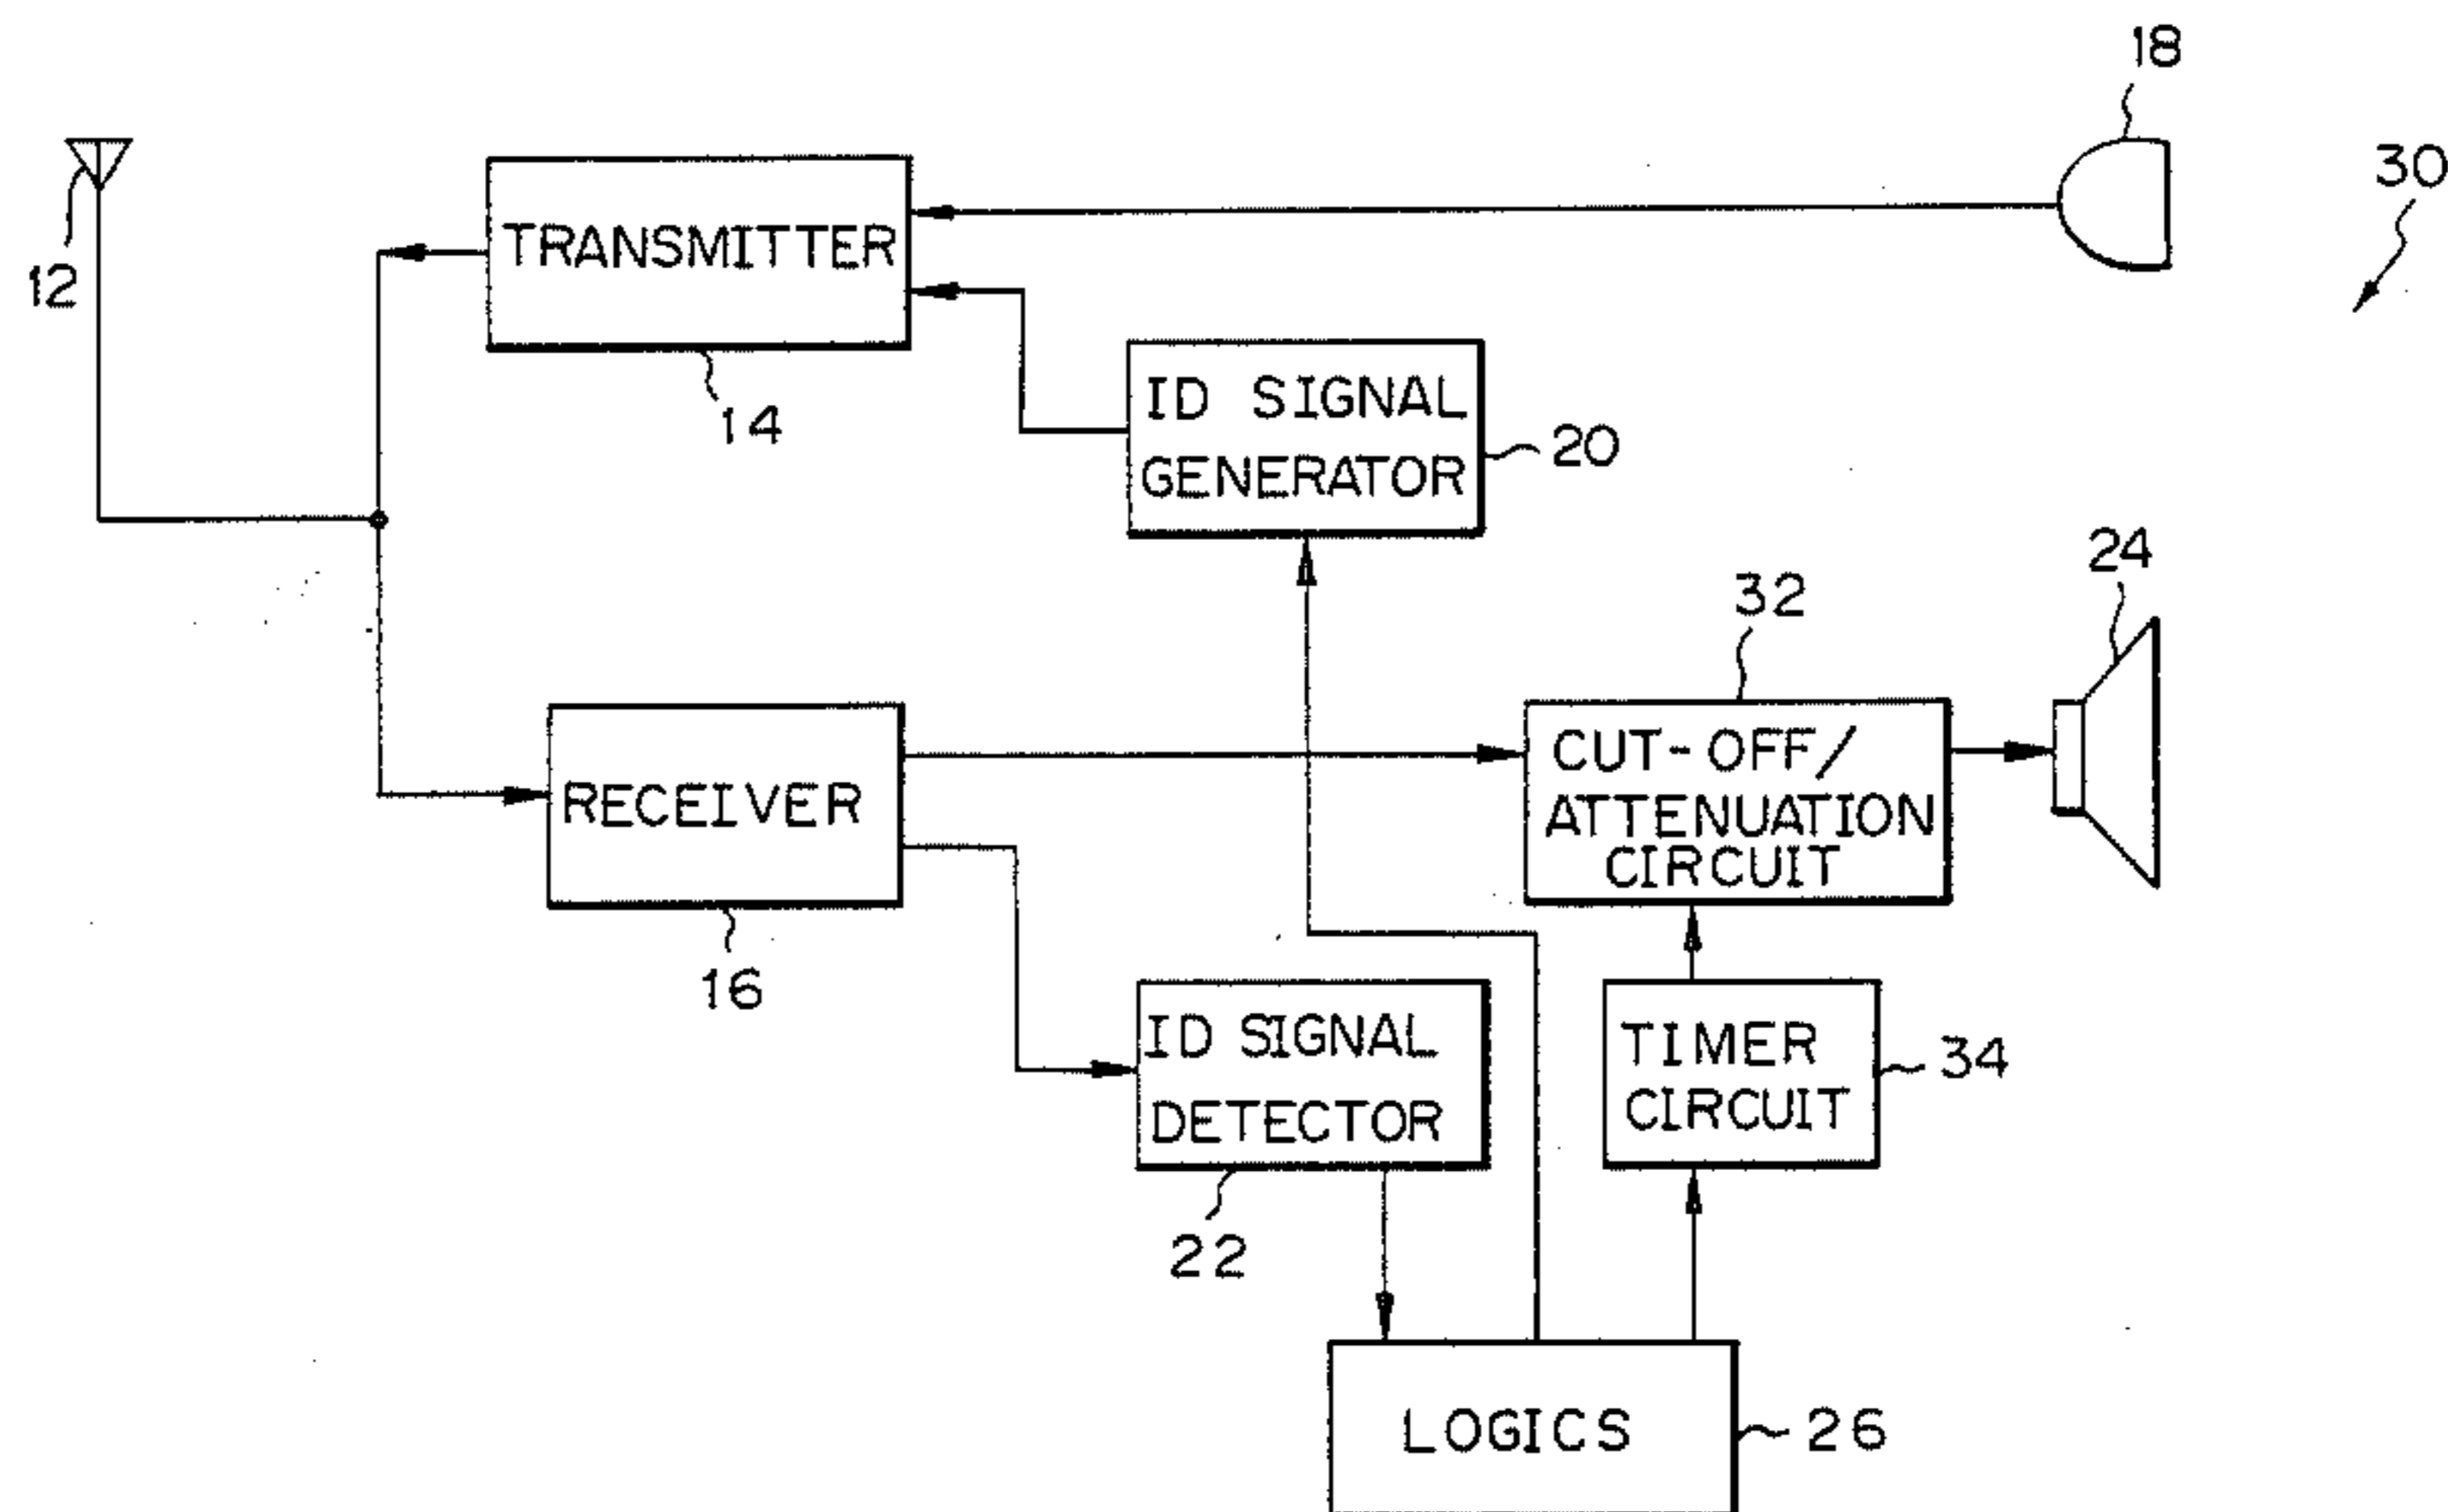 18
30
12
TRANSMITTER
14
ID SIGNAL
GENERATOR
20
24
32
RECEIVER
16
CUT-OFF/
ATTENUATION
CIRCUIT
ID SIGNAL
DETECTOR
22
TIMER
CIRCUIT
34
LOGICS
26